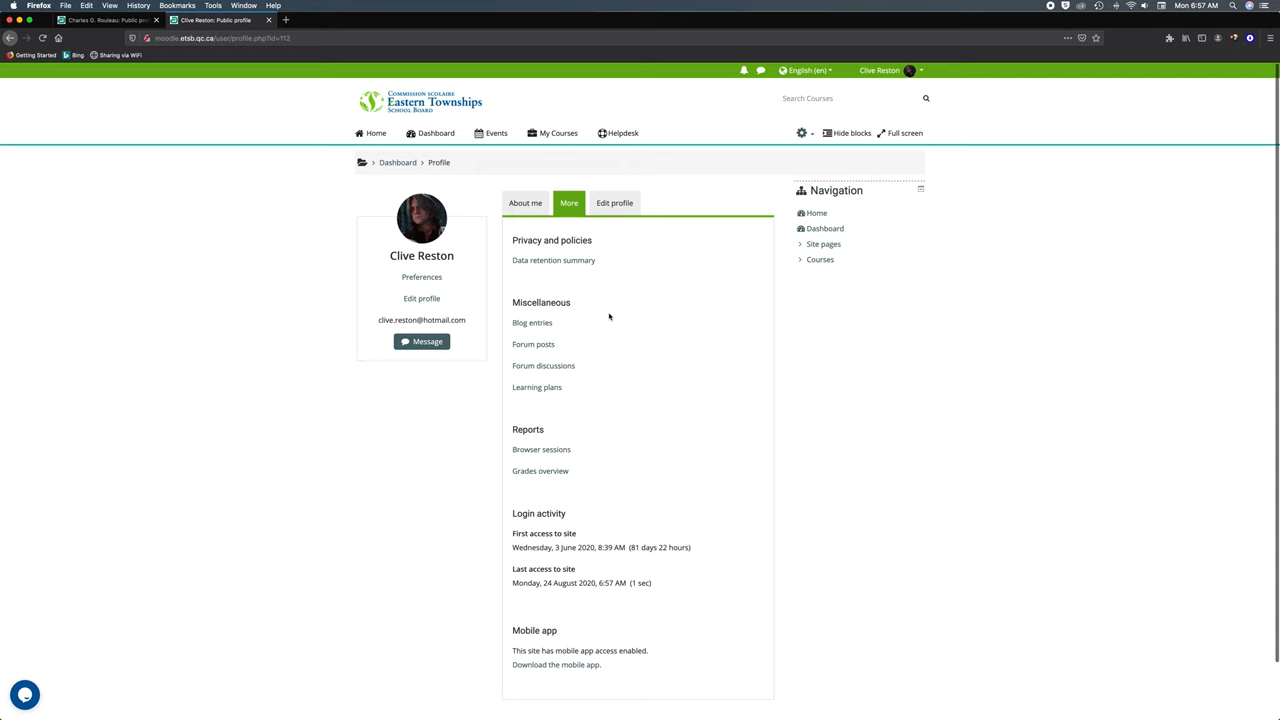 Firefox File Edit View History Bookmarks Tools Window Help Mon 6:57 AM
Charles G. Rouleau: Public pro Clive Reston: Public profile
moodle.etsb.qc.ca/user/profile.php?id=112
Getting Started Bing Sharing via WiFi
English (en) Clive Reston
COMMISSION SCOLAIRE
Eastern Townships
SCHOOL BOARD
Search Courses
Home Dashboard Events My Courses Helpdesk Hide blocks Full screen
Dashboard Profile
Clive Reston
Preferences
Edit profile
clive.reston@hotmail.com
Message
About me More Edit profile
Privacy and policies
Data retention summary
Miscellaneous
Blog entries
Forum posts
Forum discussions
Learning plans
Reports
Browser sessions
Grades overview
Login activity
First access to site
Wednesday, 3 June 2020, 8:39 AM (81 days 22 hours)
Last access to site
Monday, 24 August 2020, 6:57 AM (1 sec)
Mobile app
This site has mobile app access enabled.
Download the mobile app.
Navigation
Home
Dashboard
Site pages
Courses